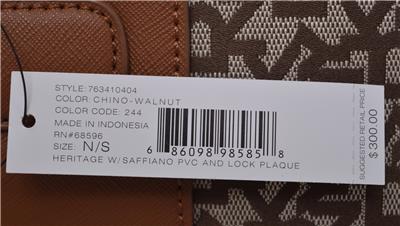 STYLE: 763410404
COLOR: CHINO-WALNUT
COLOR CODE: 244
MADE IN INDONESIA
RN#68596
SIZE: N/S
6 86098 98585 8
HERITAGE W/SAFFIANO PVC AND LOCK PLAQUE
SUGGESTED RETAIL PRICE
$300.00